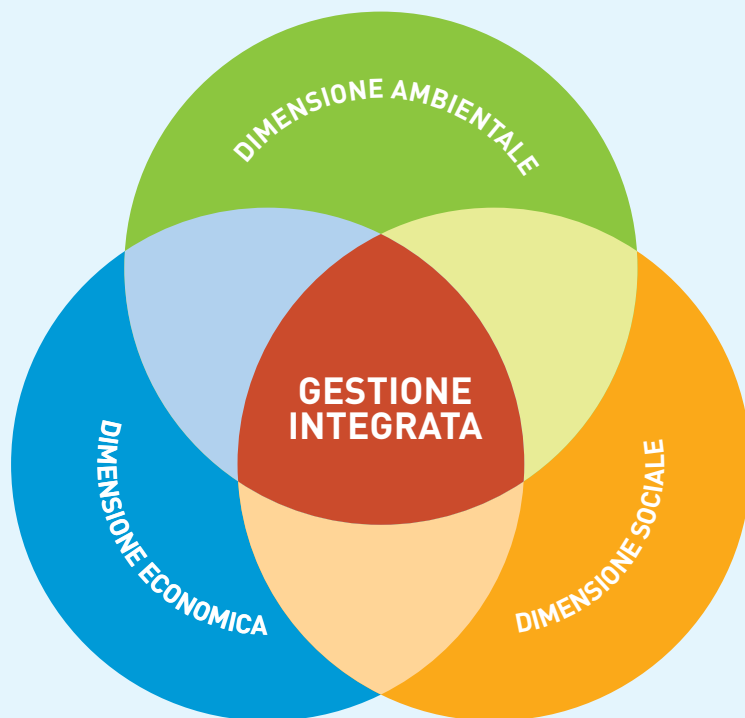 DIMENSIONE AMBIENTALE
GESTIONE
INTEGRATA
DIMENSIONE ECONOMICA
DIMENSIONE SOCIALE